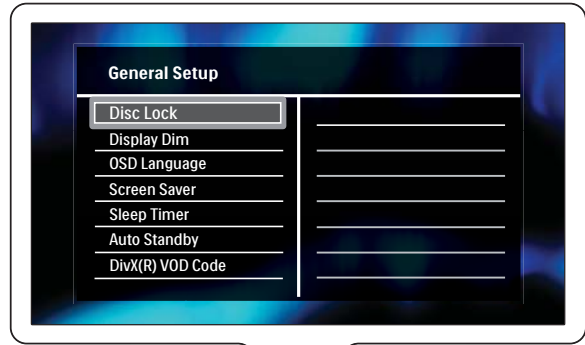 General Setup
Disc Lock
Display Dim
OSD Language
Screen Saver
Sleep Timer
Auto Standby
DivX(R) VOD Code